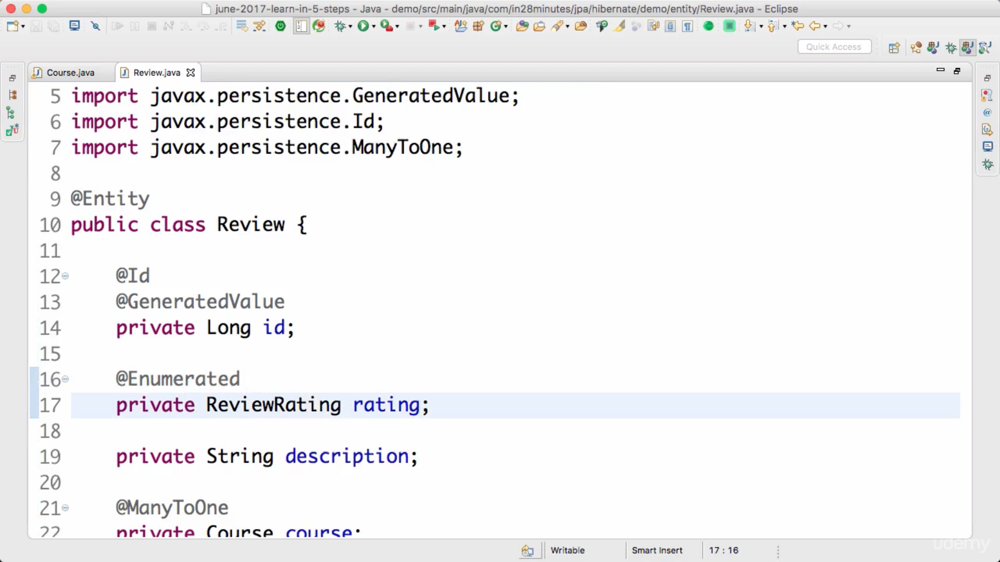 june-2017-learn-in-5-steps - Java - demo/src/main/java/com/in28minutes/jpa/hibernate/demo/entity/Review.java - Eclipse
Quick Access
Course.java
Review.java
5 import javax.persistence.GeneratedValue;
6 import javax.persistence.Id;
7 import javax.persistence.ManyToOne;
8
9 @Entity
10 public class Review {
11
12 @Id
13 @GeneratedValue
14 private Long id;
15
16 @Enumerated
17 private ReviewRating rating;
18
19 private String description;
20
21 @ManyToOne
22 private Course course;
Writable
Smart Insert
17 : 16
udemy